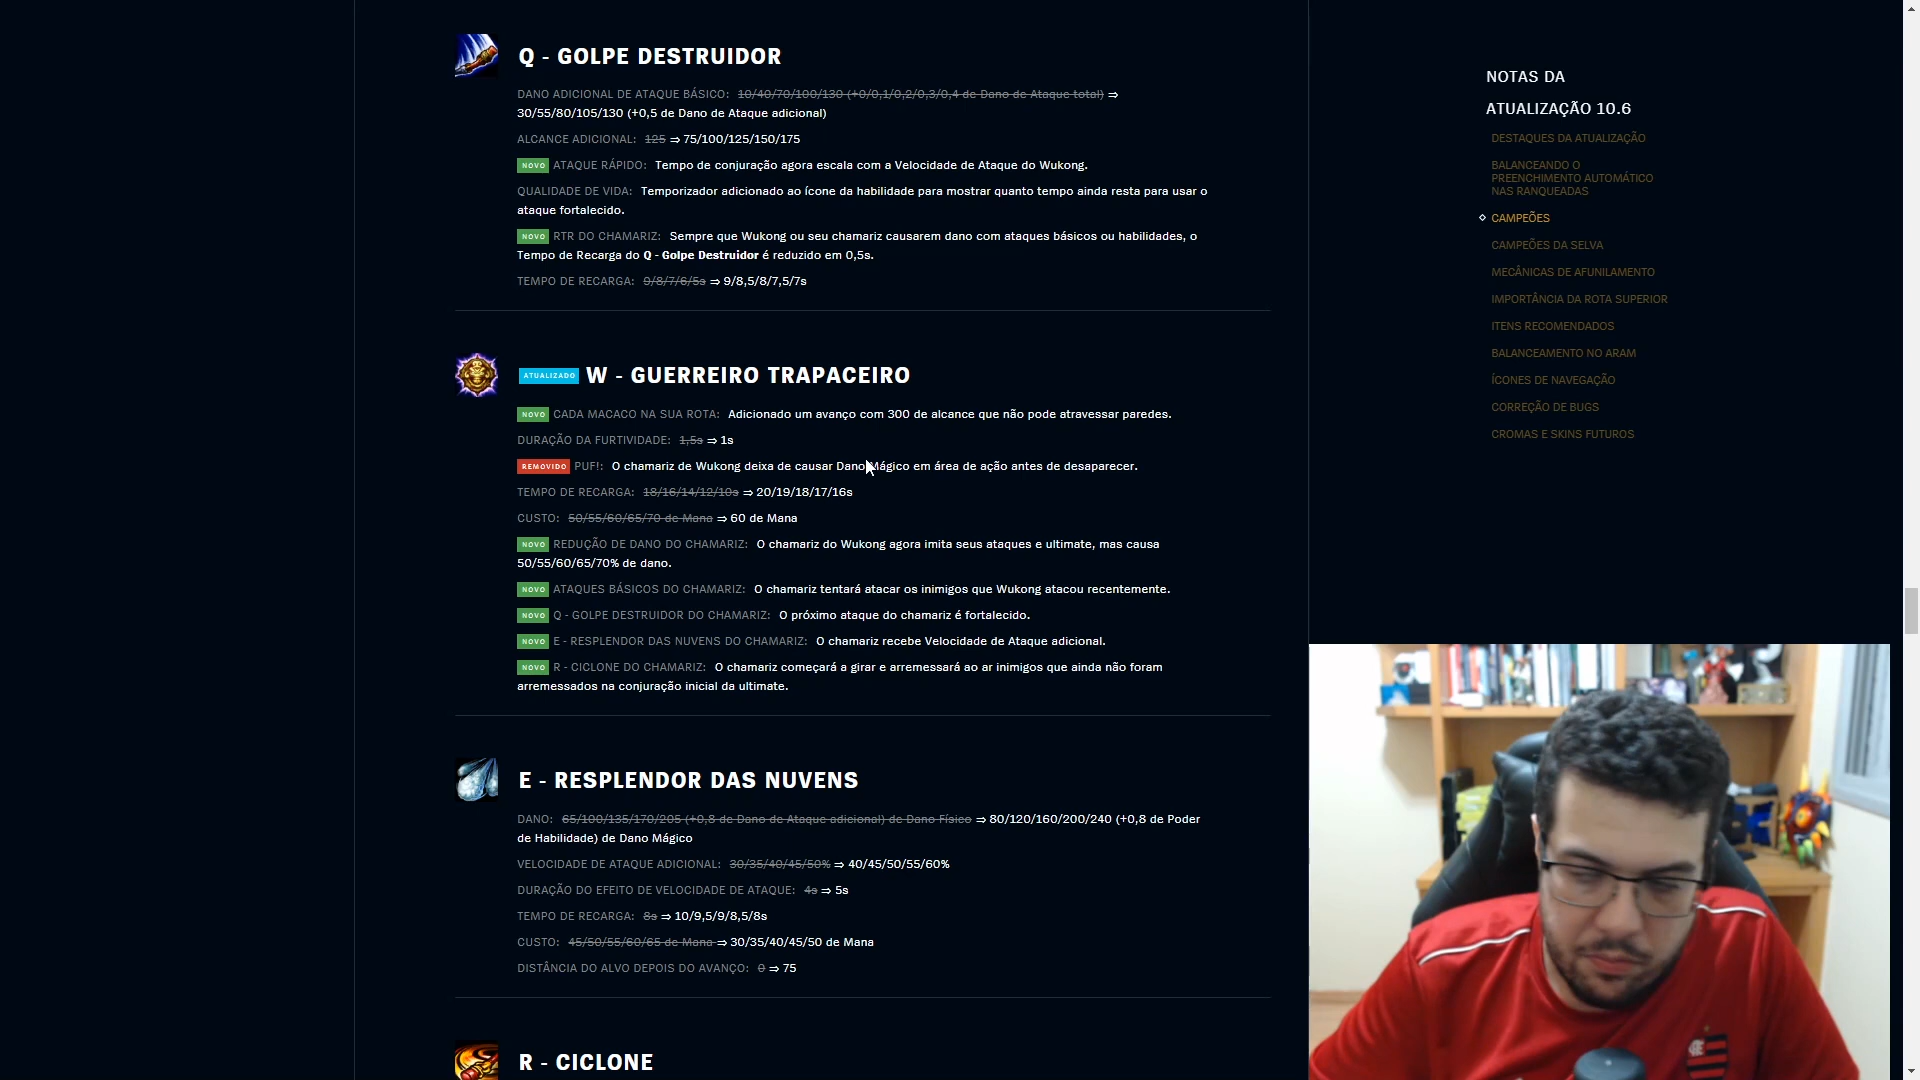 Q - GOLPE DESTRUIDOR
DANO ADICIONAL DE ATAQUE BÁSICO: 10/40/70/100/130 (+0/0,1/0,2/0,3/0,4 de Dano de Ataque total) ⇒
30/55/80/105/130 (+0,5 de Dano de Ataque adicional)
ALCANCE ADICIONAL: 125 ⇒ 75/100/125/150/175
NOVO ATAQUE RÁPIDO: Tempo de conjuração agora escala com a Velocidade de Ataque do Wukong.
QUALIDADE DE VIDA: Temporizador adicionado ao ícone da habilidade para mostrar quanto tempo ainda resta para usar o
ataque fortalecido.
NOVO RTR DO CHAMARIZ: Sempre que Wukong ou seu chamariz causarem dano com ataques básicos ou habilidades, o
Tempo de Recarga do Q - Golpe Destruidor é reduzido em 0,5s.
TEMPO DE RECARGA: 9/8/7/6/5s ⇒ 9/8,5/8/7,5/7s
ATUALIZADO W - GUERREIRO TRAPACEIRO
NOVO CADA MACACO NA SUA ROTA: Adicionado um avanço com 300 de alcance que não pode atravessar paredes.
DURAÇÃO DA FURTIVIDADE: 1,5s ⇒ 1s
REMOVIDO PUF!: O chamariz de Wukong deixa de causar Dano Mágico em área de ação antes de desaparecer.
TEMPO DE RECARGA: 18/16/14/12/10s ⇒ 20/19/18/17/16s
CUSTO: 50/55/60/65/70 de Mana ⇒ 60 de Mana
NOVO REDUÇÃO DE DANO DO CHAMARIZ: O chamariz do Wukong agora imita seus ataques e ultimate, mas causa
50/55/60/65/70% de dano.
NOVO ATAQUES BÁSICOS DO CHAMARIZ: O chamariz tentará atacar os inimigos que Wukong atacou recentemente.
NOVO Q - GOLPE DESTRUIDOR DO CHAMARIZ: O próximo ataque do chamariz é fortalecido.
NOVO E - RESPLENDOR DAS NUVENS DO CHAMARIZ: O chamariz recebe Velocidade de Ataque adicional.
NOVO R - CICLONE DO CHAMARIZ: O chamariz começará a girar e arremessará ao ar inimigos que ainda não foram
arremessados na conjuração inicial da ultimate.
E - RESPLENDOR DAS NUVENS
DANO: 65/100/135/170/205 (+0,8 de Dano de Ataque adicional) de Dano Físico ⇒ 80/120/160/200/240 (+0,8 de Poder
de Habilidade) de Dano Mágico
VELOCIDADE DE ATAQUE ADICIONAL: 30/35/40/45/50% ⇒ 40/45/50/55/60%
DURAÇÃO DO EFEITO DE VELOCIDADE DE ATAQUE: 4s ⇒ 5s
TEMPO DE RECARGA: 8s ⇒ 10/9,5/9/8,5/8s
CUSTO: 45/50/55/60/65 de Mana ⇒ 30/35/40/45/50 de Mana
DISTÂNCIA DO ALVO DEPOIS DO AVANÇO: 0 ⇒ 75
R - CICLONE
NOTAS DA
ATUALIZAÇÃO 10.6
DESTAQUES DA ATUALIZAÇÃO
BALANCEANDO O
PREENCHIMENTO AUTOMÁTICO
NAS RANQUEADAS
CAMPEÕES
CAMPEÕES DA SELVA
MECÂNICAS DE AFUNILAMENTO
IMPORTÂNCIA DA ROTA SUPERIOR
ITENS RECOMENDADOS
BALANCEAMENTO NO ARAM
ÍCONES DE NAVEGAÇÃO
CORREÇÃO DE BUGS
CROMAS E SKINS FUTUROS